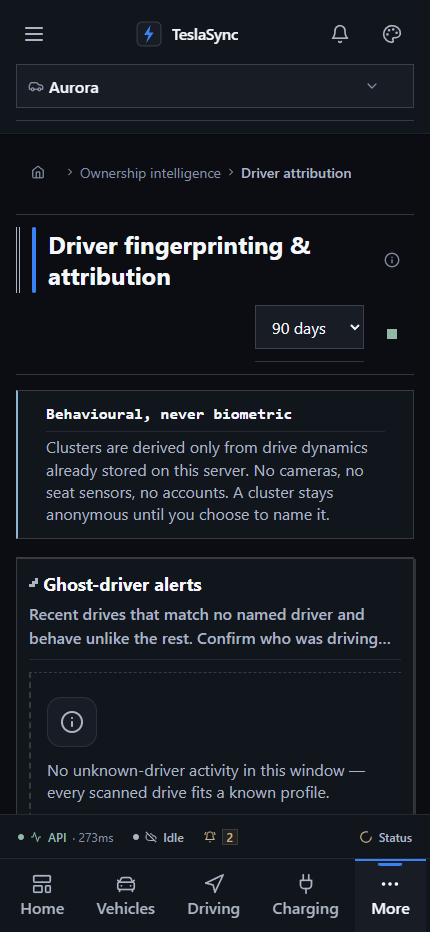 TeslaSync
Aurora
Ownership intelligence > Driver attribution
Driver fingerprinting &
attribution
90 days
Behavioural, never biometric
Clusters are derived only from drive dynamics
already stored on this server. No cameras, no
seat sensors, no accounts. A cluster stays
anonymous until you choose to name it.
Ghost-driver alerts
Recent drives that match no named driver and
behave unlike the rest. Confirm who was driving...
No unknown-driver activity in this window —
every scanned drive fits a known profile.
API · 273ms Idle 2 Status
Home Vehicles Driving Charging More